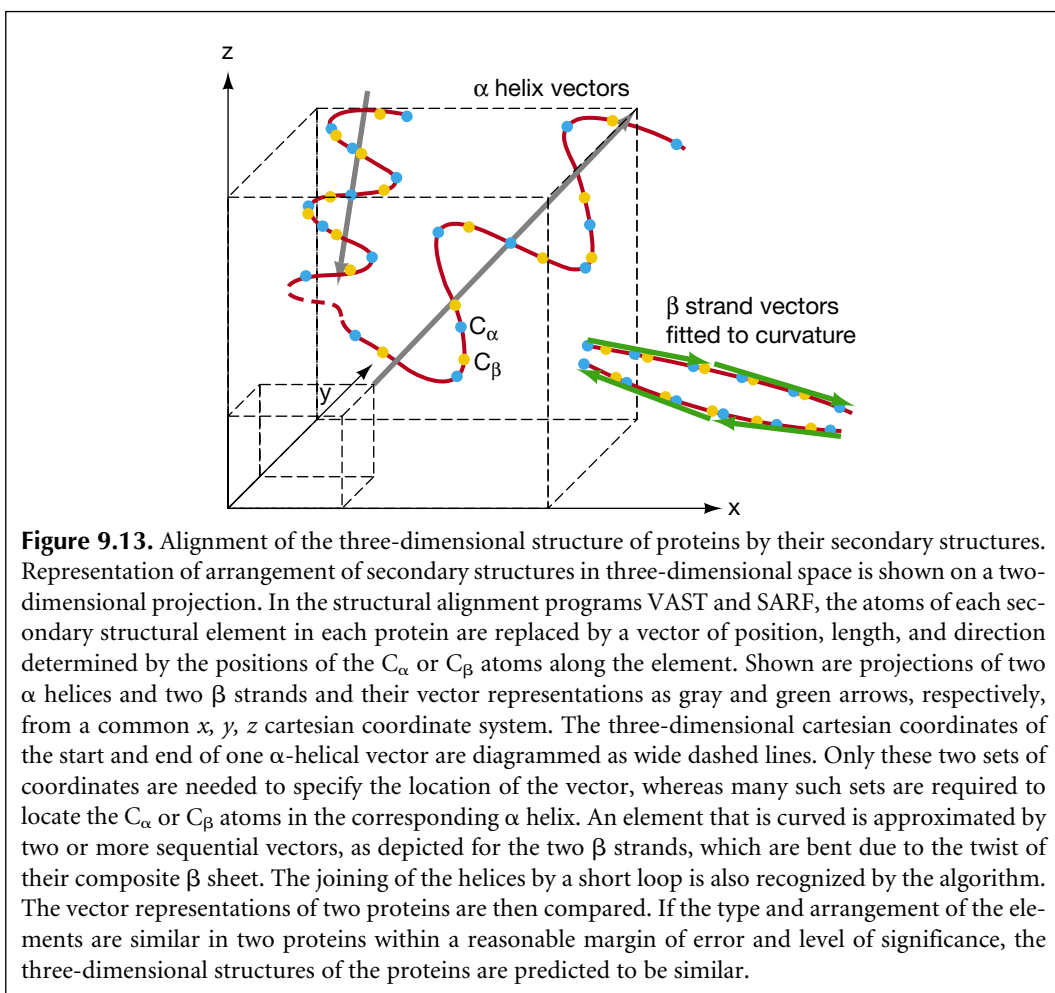 z
α helix vectors
β strand vectors
fitted to curvature
Cα
Cβ
y
x
Figure 9.13. Alignment of the three-dimensional structure of proteins by their secondary structures.
Representation of arrangement of secondary structures in three-dimensional space is shown on a two-
dimensional projection. In the structural alignment programs VAST and SARF, the atoms of each sec-
ondary structural element in each protein are replaced by a vector of position, length, and direction
determined by the positions of the Cα or Cβ atoms along the element. Shown are projections of two
α helices and two β strands and their vector representations as gray and green arrows, respectively,
from a common x, y, z cartesian coordinate system. The three-dimensional cartesian coordinates of
the start and end of one α-helical vector are diagrammed as wide dashed lines. Only these two sets of
coordinates are needed to specify the location of the vector, whereas many such sets are required to
locate the Cα or Cβ atoms in the corresponding α helix. An element that is curved is approximated by
two or more sequential vectors, as depicted for the two β strands, which are bent due to the twist of
their composite β sheet. The joining of the helices by a short loop is also recognized by the algorithm.
The vector representations of two proteins are then compared. If the type and arrangement of the ele-
ments are similar in two proteins within a reasonable margin of error and level of significance, the
three-dimensional structures of the proteins are predicted to be similar.